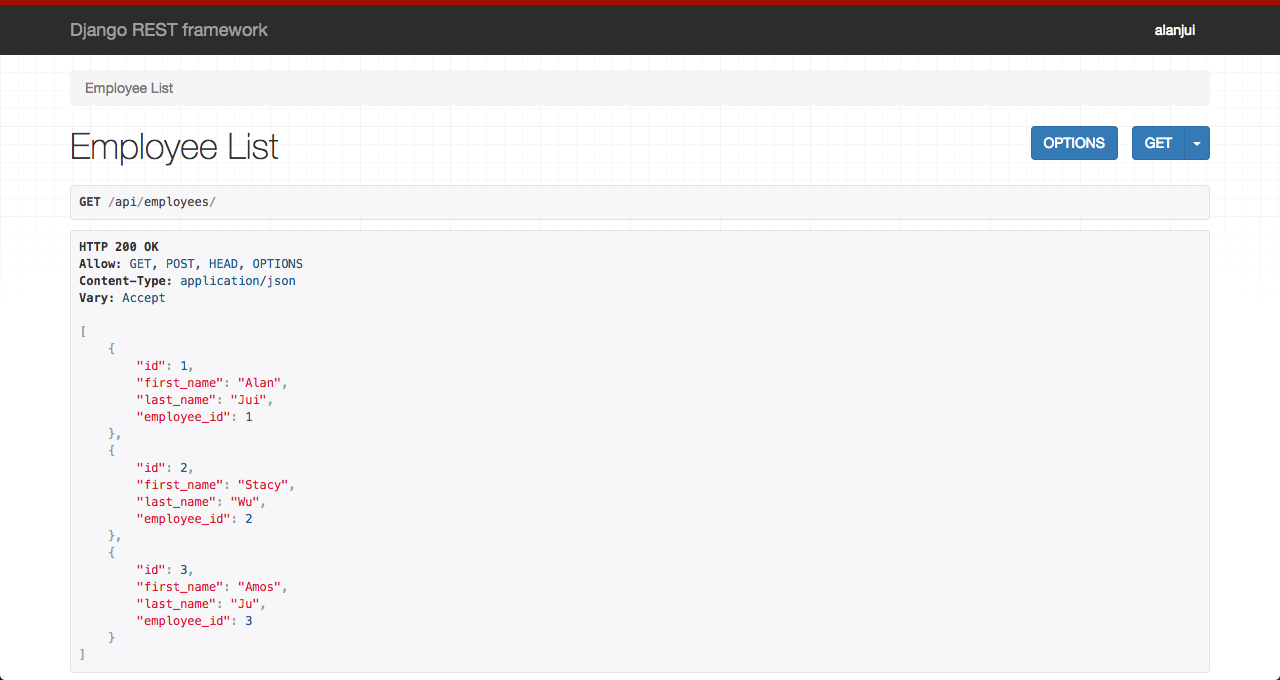 Django REST framework
alanjui
Employee List
Employee List
OPTIONS
GET
GET /api/employees/
HTTP 200 OK
Allow: GET, POST, HEAD, OPTIONS
Content-Type: application/json
Vary: Accept
[
    {
        "id": 1,
        "first_name": "Alan",
        "last_name": "Jui",
        "employee_id": 1
    },
    {
        "id": 2,
        "first_name": "Stacy",
        "last_name": "Wu",
        "employee_id": 2
    },
    {
        "id": 3,
        "first_name": "Amos",
        "last_name": "Ju",
        "employee_id": 3
    }
]